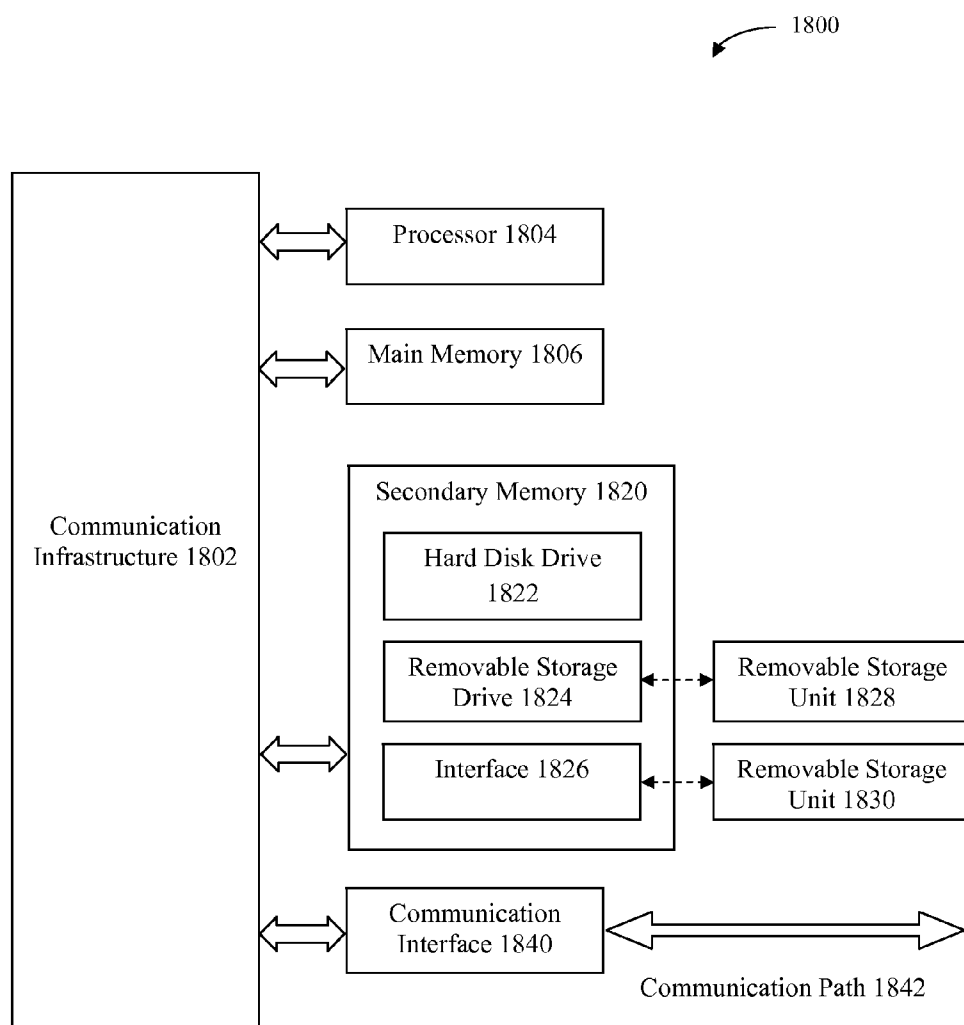 1800
Processor 1804
Main Memory 1806
Communication
Infrastructure 1802
Secondary Memory 1820
Hard Disk Drive
1822
Removable Storage
Drive 1824
Removable Storage
Unit 1828
Interface 1826
Removable Storage
Unit 1830
Communication
Interface 1840
Communication Path 1842